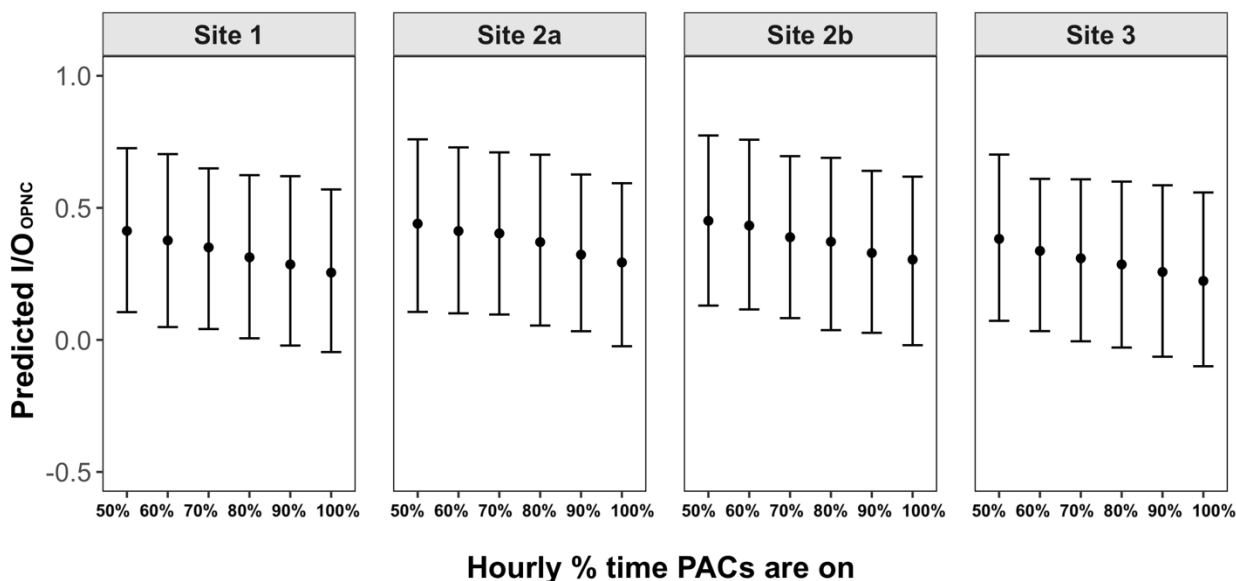 Site 1 Site 2a Site 2b Site 3
Predicted I/O OPNC
1.0
0.5
0.0
-0.5
50% 60% 70% 80% 90% 100% 50% 60% 70% 80% 90% 100% 50% 60% 70% 80% 90% 100% 50% 60% 70% 80% 90% 100%
Hourly % time PACs are on